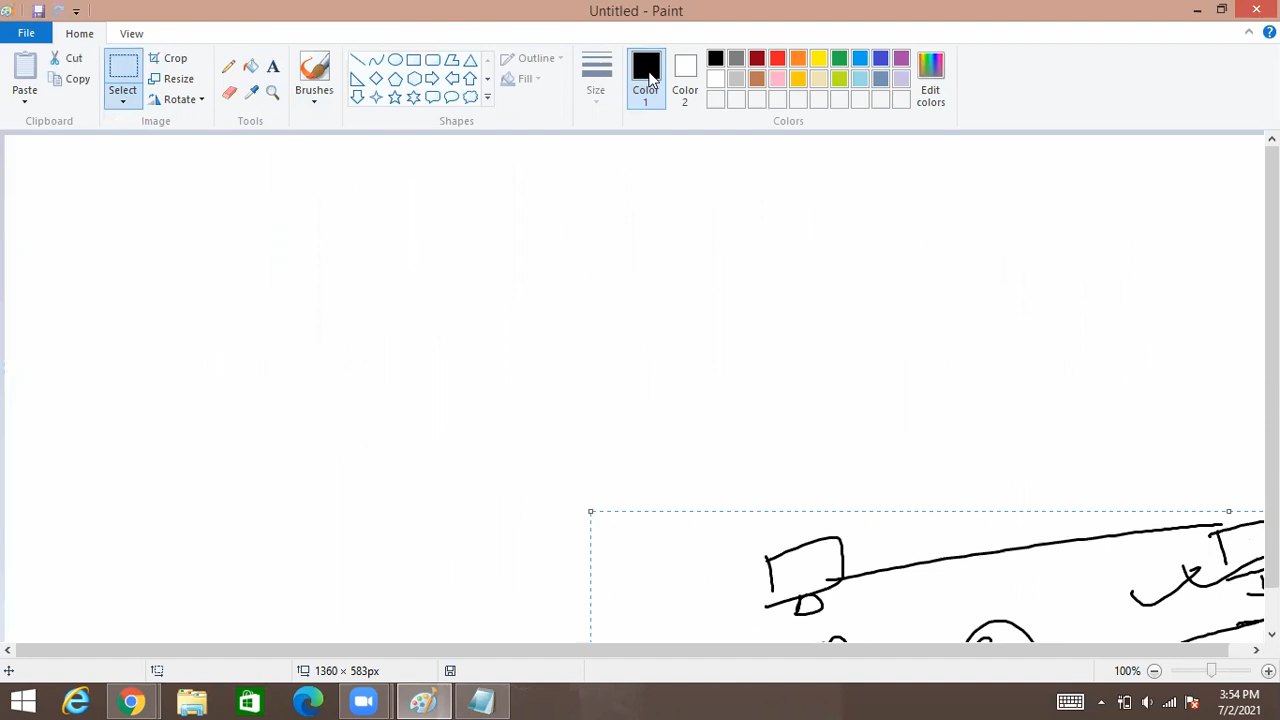 Untitled - Paint
File
Home
View
Paste
Cut
Copy
Clipboard
Select
Crop
Resize
Rotate
Image
Tools
Brushes
Outline
Fill
Shapes
Size
Color
1
Color
2
Edit
colors
Colors
A
D
1360 × 583px
100%
3:54 PM
7/2/2021